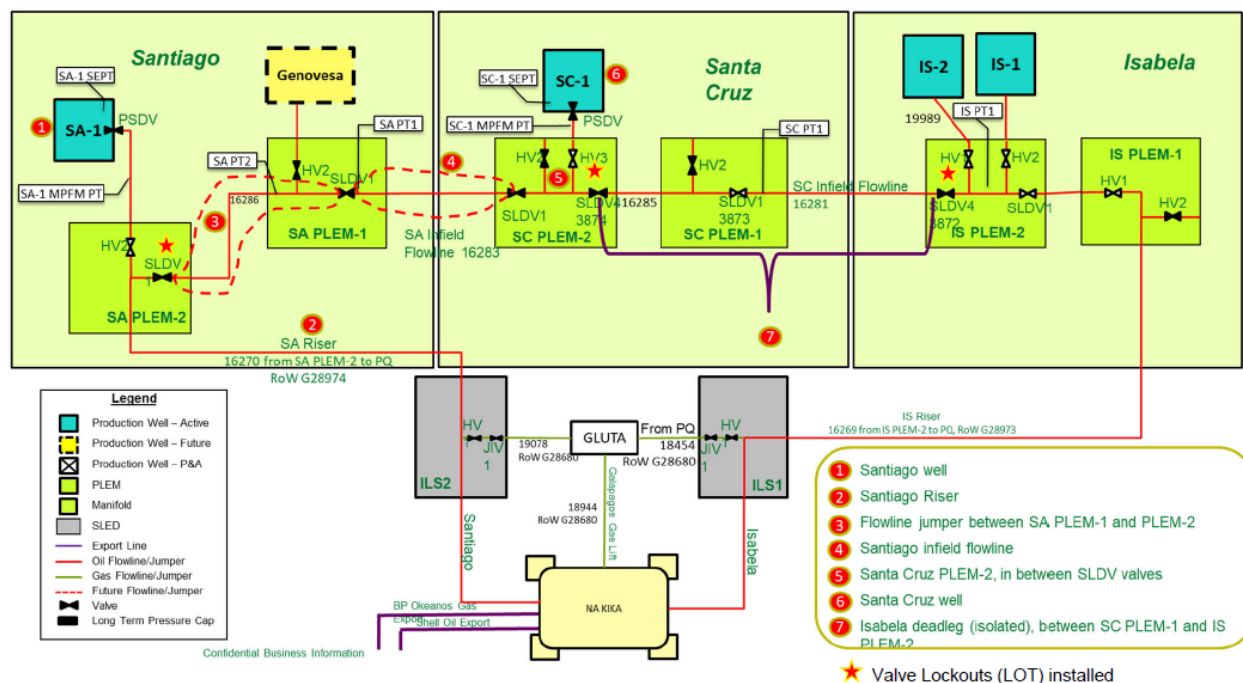 Santiago
SA-1 SEPT
Genovesa
1
SA-1
PSDV
SA PT1
SA PT2
HV2
SLDV1
4
SA-1 MPFM PT
3
16286
HV2
SLDV
1
SA PLEM-1
SA Infield
Flowline 16283
SA PLEM-2
2
SA Riser
16270 from SA PLEM-2 to PQ
RoW G28974
SC-1 SEPT
SC-1
6
Santa
Cruz
PSDV
SC-1 MPFM PT
HV2
HV3
5
SLDV1
SLDV4
3874
16285
SC PLEM-2
HV2
SC PT1
SLDV1
3873
SC PLEM-1
SC Infield Flowline
16281
7
IS-2
IS-1
Isabela
19989
IS PT1
HV1
HV2
SLDV4
3872
SLDV1
IS PLEM-2
IS PLEM-1
HV1
HV2
Legend
Production Well – Active
Production Well – Future
Production Well – P&A
PLEM
Manifold
SLED
Export Line
Oil Flowline/Jumper
Gas Flowline/Jumper
Future Flowline/Jumper
Valve
Long Term Pressure Cap
HV
1
JIV
1
ILS2
19078
RoW G28680
GLUTA
From PQ
18454
RoW G28680
JIV
1
HV
1
ILS1
IS Riser
16269 from IS PLEM-2 to PQ, RoW G28973
18944
RoW G28680
Galapagos Gas Lift
Santiago
Isabela
NA KIKA
BP Okeanos Gas
Export
Shell Oil Export
Confidential Business Information
1 Santiago well
2 Santiago Riser
3 Flowline jumper between SA PLEM-1 and PLEM-2
4 Santiago infield flowline
5 Santa Cruz PLEM-2, in between SLDV valves
6 Santa Cruz well
7 Isabela deadleg (isolated), between SC PLEM-1 and IS
PLEM-2
Valve Lockouts (LOT) installed